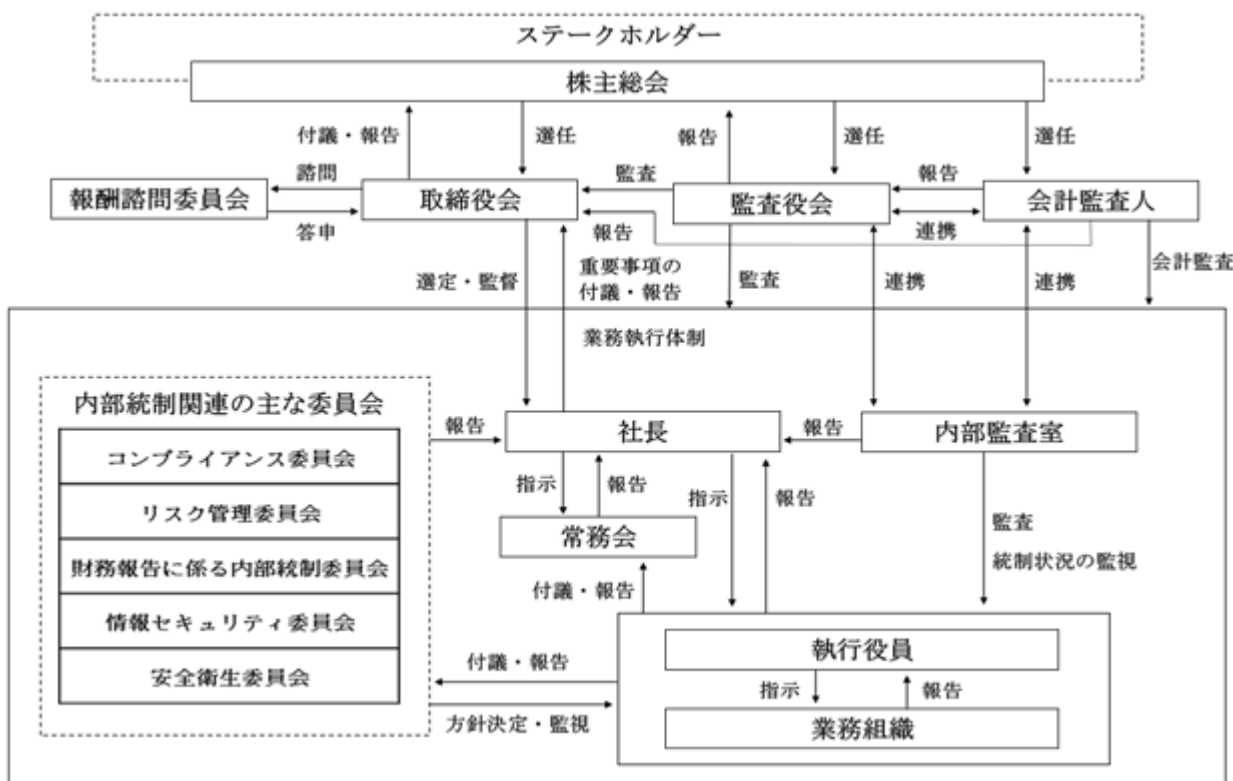 ステークホルダー
株主総会
付議・報告
選任
報告
選任
選任
諮問
監査
報告
報酬諮問委員会
取締役会
監査役会
会計監査人
答申
報告
連携
選定・監督
重要事項の
付議・報告
監査
連携
連携
会計監査
業務執行体制
内部統制関連の主な委員会
コンプライアンス委員会
リスク管理委員会
財務報告に係る内部統制委員会
情報セキュリティ委員会
安全衛生委員会
報告
社長
報告
内部監査室
指示
報告
指示
報告
常務会
監査
統制状況の監視
付議・報告
執行役員
指示
報告
業務組織
付議・報告
方針決定・監視